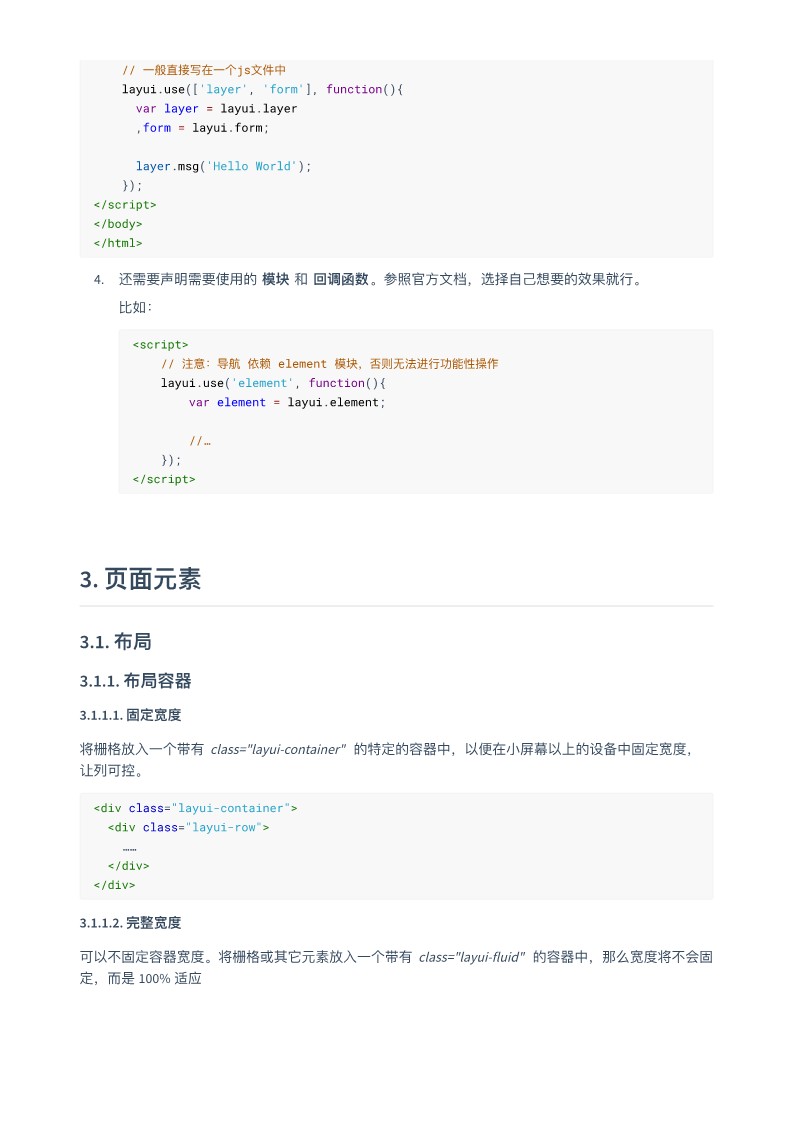 // 一般直接写在一个js文件中
layui.use(['layer', 'form'], function(){
var layer = layui.layer
,form = layui.form;
layer.msg('Hello World');
});
</script>
</body>
</html>
4. 还需要声明需要使用的 模块 和 回调函数。参照官方文档，选择自己想要的效果就行。
比如：
<script>
// 注意：导航 依赖 element 模块，否则无法进行功能性操作
layui.use('element', function(){
var element = layui.element;
//…
});
</script>
3. 页面元素
3.1. 布局
3.1.1. 布局容器
3.1.1.1. 固定宽度
将栅格放入一个带有 class="layui-container" 的特定的容器中，以便在小屏幕以上的设备中固定宽度，
让列可控。
<div class="layui-container">
<div class="layui-row">
……
</div>
</div>
3.1.1.2. 完整宽度
可以不固定容器宽度。将栅格或其它元素放入一个带有 class="layui-fluid" 的容器中，那么宽度将不会固
定，而是 100% 适应